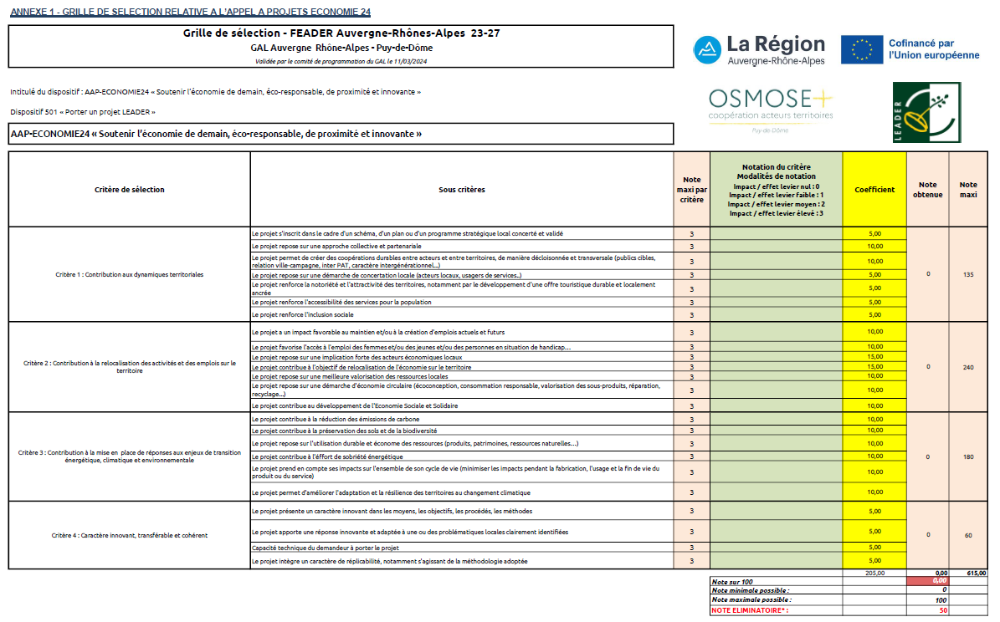 ANNEXE 1 - GRILLE DE SELECTION RELATIVE A L'APPEL A PROJETS ECONOMIE 24
Grille de sélection - FEADER Auvergne-Rhônes-Alpes 23-27
GAL Auvergne Rhône-Alpes - Puy-de-Dôme
Validée par le comité de programmation du GAL le 11/03/2024
La Région
Auvergne-Rhône-Alpes
Cofinancé par
l'Union européenne
Intitulé du dispositif : AAP-ECONOMIE24 « Soutenir l'économie de demain, éco-responsable, de proximité et innovante »
Dispositif 501 « Porter un projet LEADER »
OSMOSE+
coopération acteurs territoires
Puy-de-Dôme
LEADER
AAP-ECONOMIE24 « Soutenir l'économie de demain, éco-responsable, de proximité et innovante »
Critère de sélection
Sous critères
Note
maxi par
critère
Notation du critère
Modalités de notation
Impact / effet levier nul : 0
Impact / effet levier faible : 1
Impact / effet levier moyen : 2
Impact / effet levier élevé : 3
Coefficient
Note
obtenue
Note
maxi
Critère 1 : Contribution aux dynamiques territoriales
Le projet s'inscrit dans le cadre d'un schéma, d'un plan ou d'un programme stratégique local concerté et validé 3 5,00
Le projet repose sur une approche collective et partenariale 3 10,00
Le projet permet de créer des coopérations durables entre acteurs et entre territoires, de manière décloisonnée et transversale (publics cibles,
relation ville-campagne, inter PAT, caractère intergénérationnel...) 3 10,00
Le projet repose sur une démarche de concertation locale (acteurs locaux, usagers de services..) 3 5,00
Le projet renforce la notoriété et l'attractivité des territoires, notamment par le développement d'une offre touristique durable et localement
ancrée 3 5,00
Le projet renforce l'accessibilité des services pour la population 3 5,00
Le projet renforce l'inclusion sociale 3 5,00
0 135
Critère 2 : Contribution à la relocalisation des activités et des emplois sur le
territoire
Le projet a un impact favorable au maintien et/ou à la création d'emplois actuels et futurs 3 10,00
Le projet favorise l'accès à l'emploi des femmes et/ou des jeunes et/ou des personnes en situation de handicap… 3 10,00
Le projet repose sur une implication forte des acteurs économiques locaux 3 15,00
Le projet contribue à l'objectif de relocalisation de l'économie sur le territoire 3 15,00
Le projet repose sur une meilleure valorisation des ressources locales 3 10,00
Le projet repose sur une démarche d'économie circulaire (écoconception, consommation responsable, valorisation des sous-produits, réparation,
recyclage…) 3 10,00
Le projet contribue au développement de l'Economie Sociale et Solidaire 3 10,00
0 240
Critère 3 : Contribution à la mise en place de réponses aux enjeux de transition
énergétique, climatique et environnementale
Le projet contribue à la réduction des émissions de carbone 3 10,00
Le projet contribue à la préservation des sols et de la biodiversité 3 10,00
Le projet repose sur l'utilisation durable et économe des ressources (produits, patrimoines, ressources naturelles…) 3 10,00
Le projet contribue à l'éffort de sobriété énergétique 3 10,00
Le projet prend en compte ses impacts sur l'ensemble de son cycle de vie (minimiser les impacts pendant la fabrication, l'usage et la fin de vie du
produit ou du service) 3 10,00
Le projet permet d'améliorer l'adaptation et la résilience des territoires au changement climatique 3 10,00
0 180
Critère 4 : Caractère innovant, transférable et cohérent
Le projet présente un caractère innovant dans les moyens, les objectifs, les procédés, les méthodes 3 5,00
Le projet apporte une réponse innovante et adaptée à une ou des problématiques locales clairement identifiées 3 5,00
Capacité technique du demandeur à porter le projet 3 5,00
Le projet intègre un caractère de réplicabilité, notamment s'agissant de la méthodologie adoptée 3 5,00
0 60
205,00 0,00 615,00
Note sur 100 0,00
Note minimale possible : 0
Note maximale possible : 100
NOTE ELIMINATOIRE* : 50